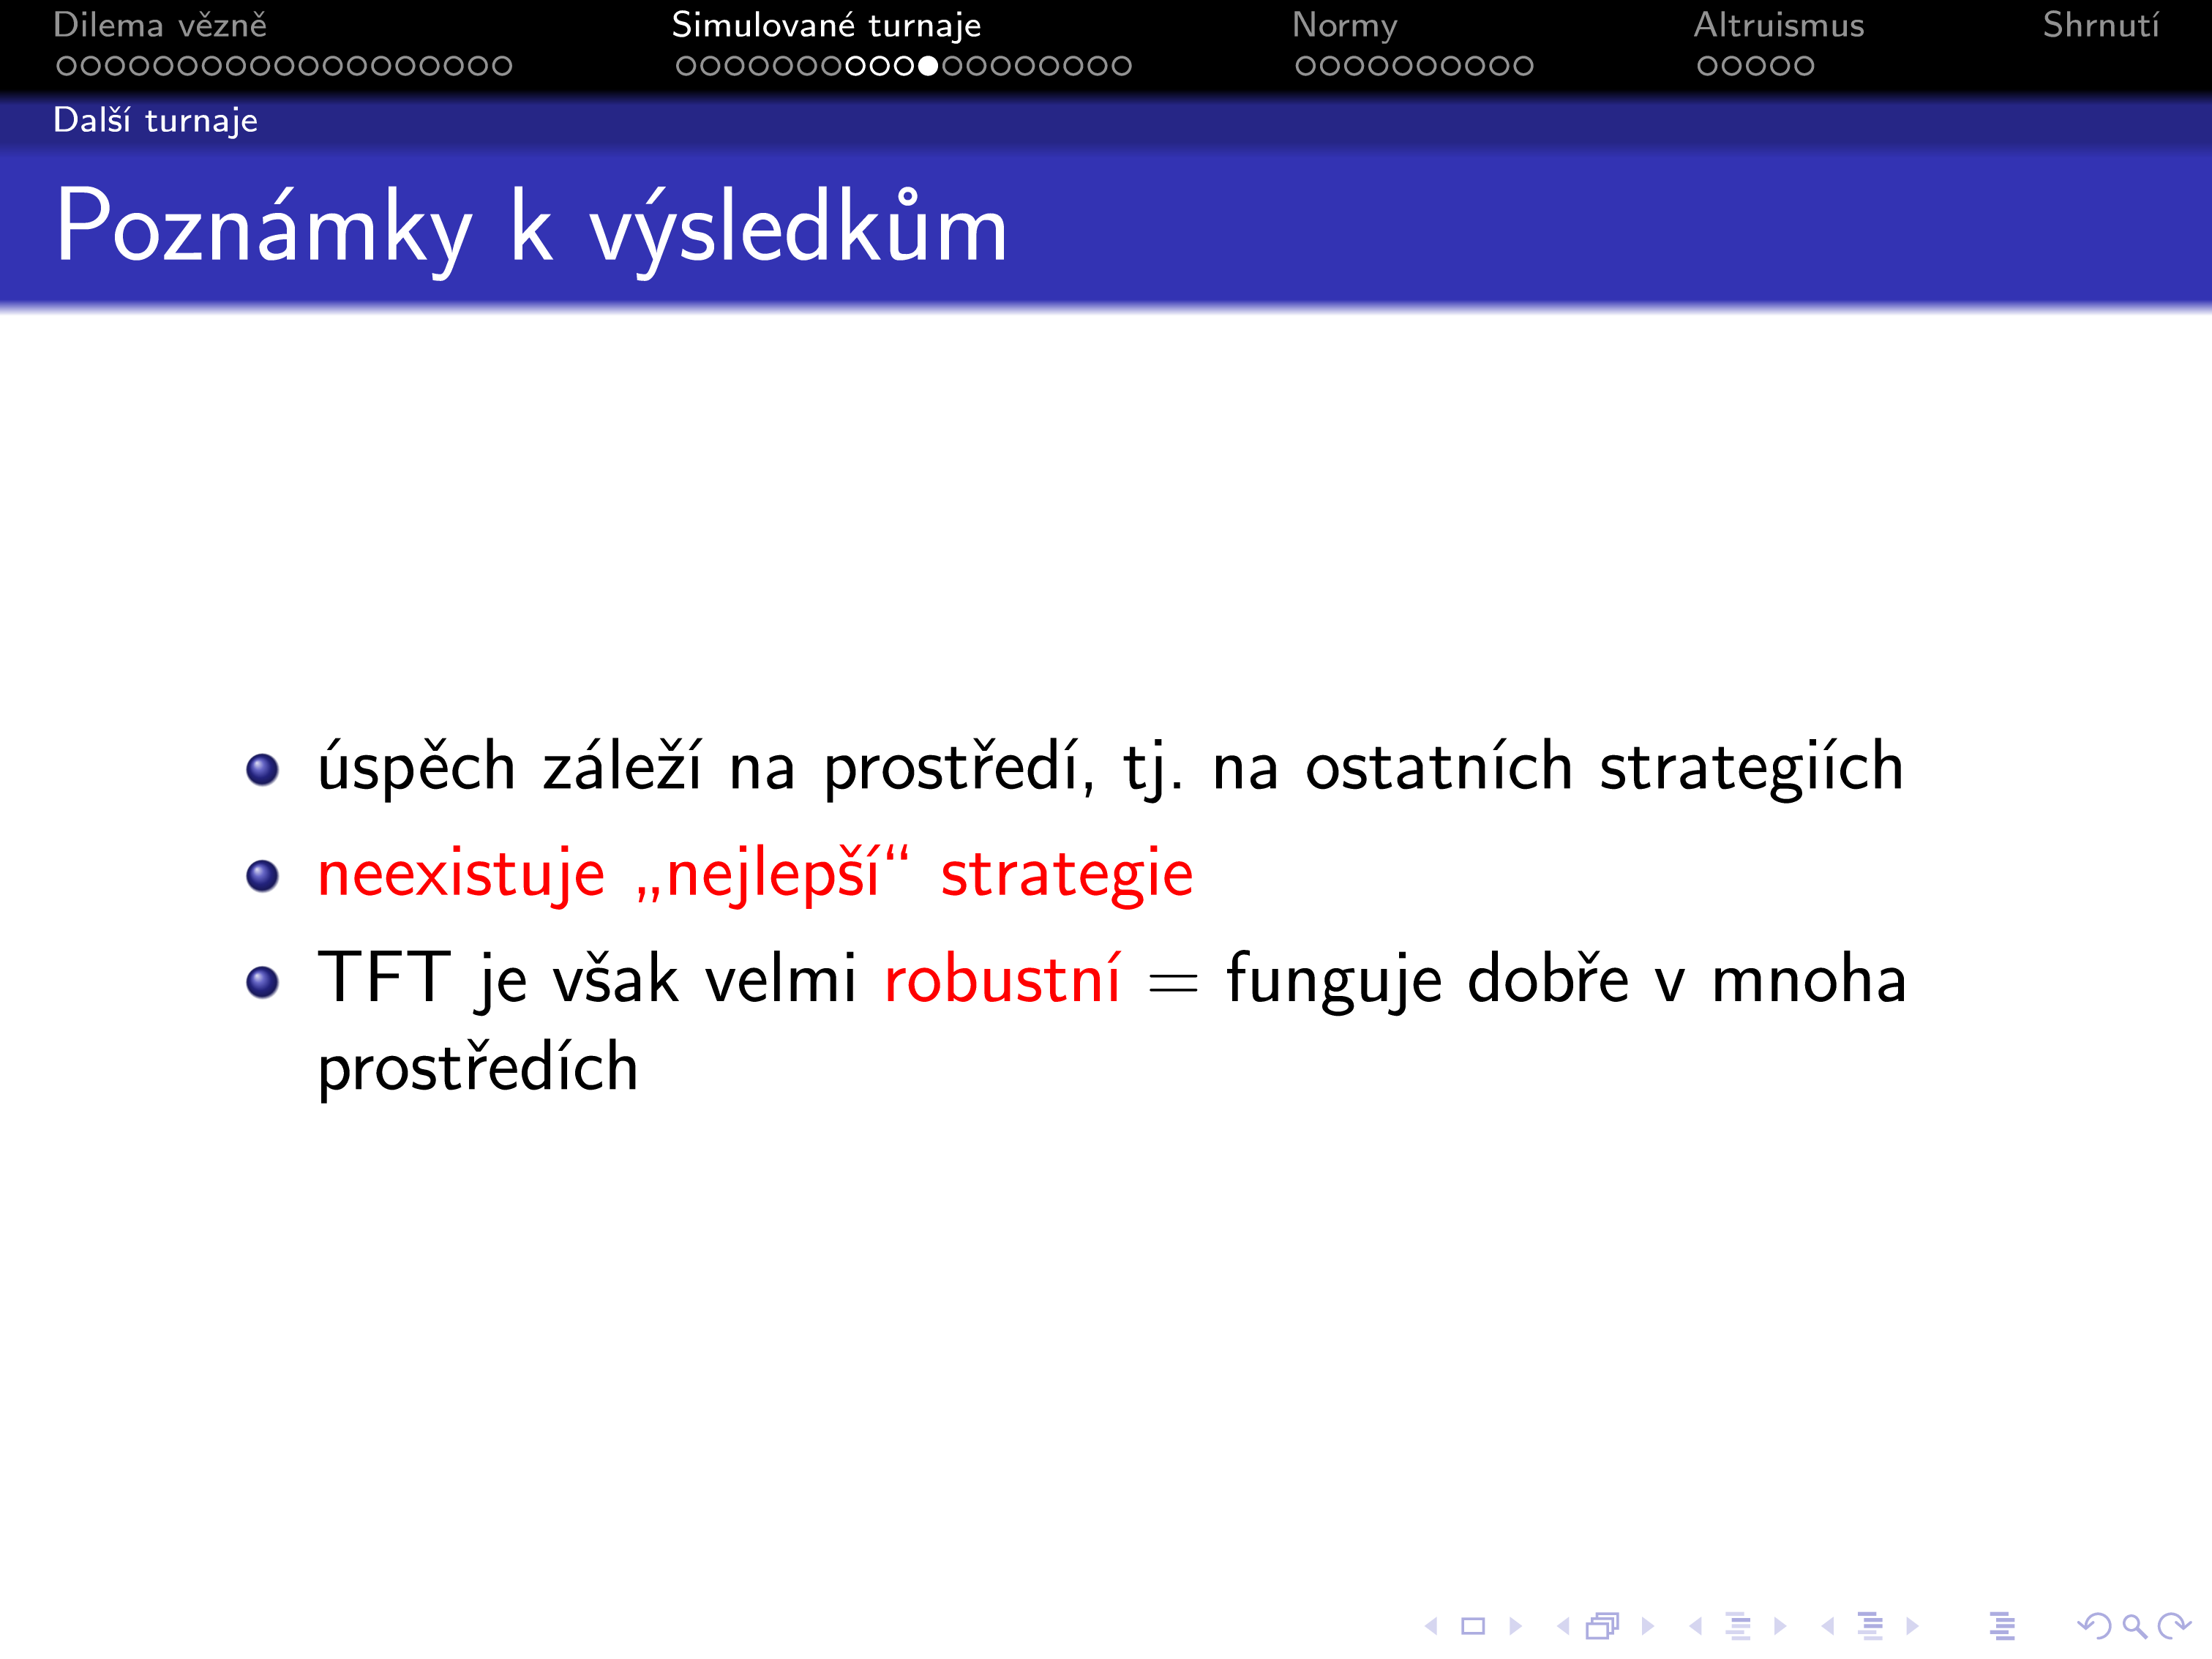 Dilema vězně
Simulované turnaje
Normy
Altruismus
Shrnutí
Další turnaje
Poznámky k výsledkům
úspěch záleží na prostředí, tj. na ostatních strategiích
neexistuje „nejlepší“ strategie
TFT je však velmi robustní = funguje dobře v mnoha
prostředích